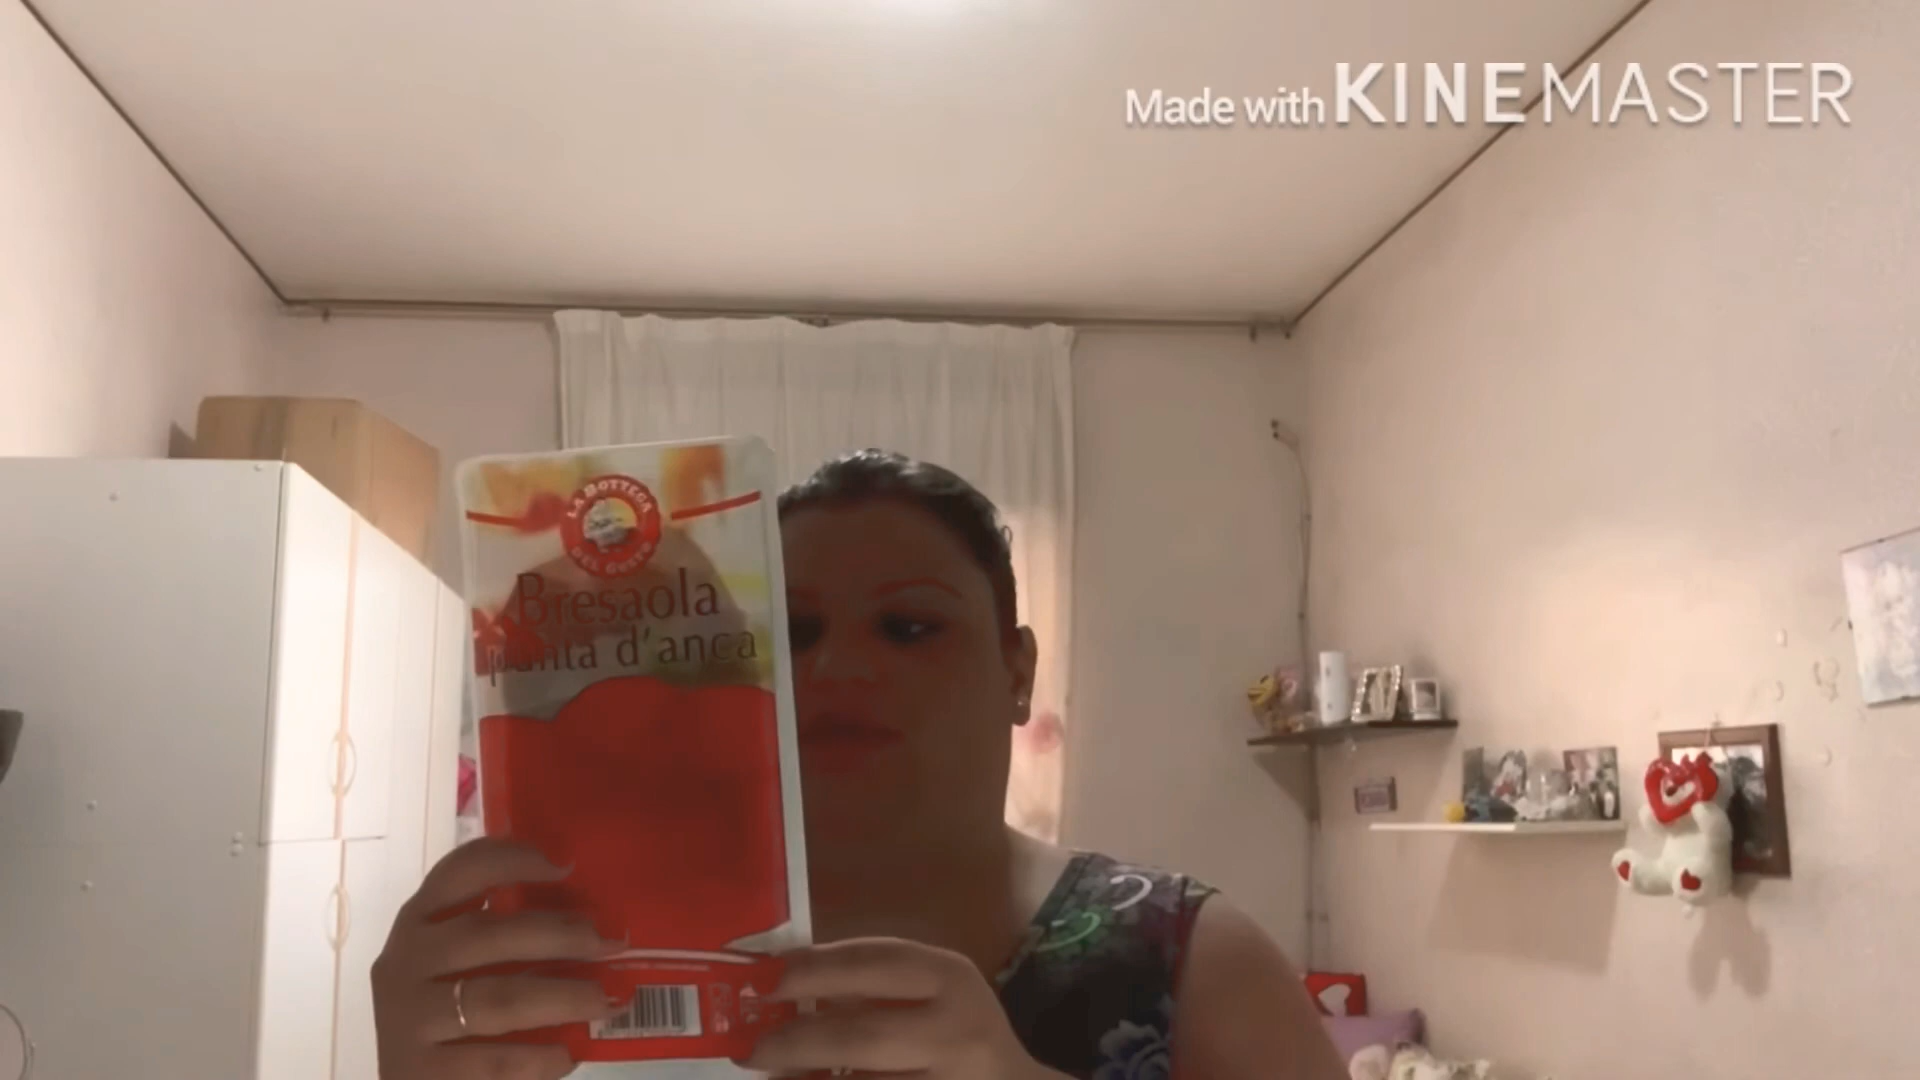 Made with KINEMASTER
LA BOTTEGA
DEL GUSTO
Bresaola
punta d'anca